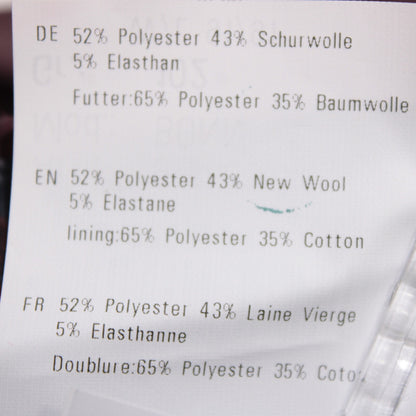 DE 52% Polyester 43% Schurwolle
5% Elasthan
Futter:65% Polyester 35% Baumwolle
EN 52% Polyester 43% New Wool
5% Elastane
lining:65% Polyester 35% Cotton
FR 52% Polyester 43% Laine Vierge
5% Elasthanne
Doublure:65% Polyester 35% Coto